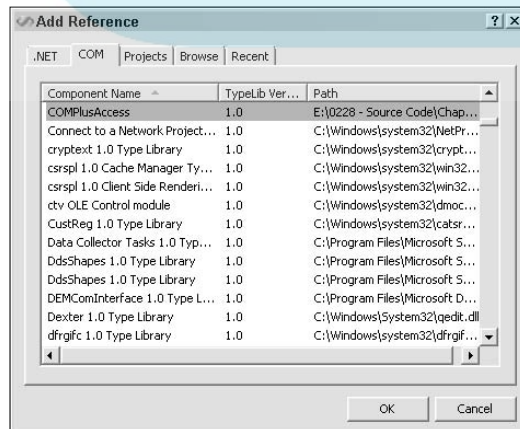 Add Reference
.NET COM Projects Browse Recent
Component Name TypeLib Ver... Path
COMPlusAccess 1.0 E:\0228 - Source Code\Chap...
Connect to a Network Project... 1.0 C:\Windows\system32\NetPr...
cryptext 1.0 Type Library 1.0 C:\Windows\system32\crypt...
csrspl 1.0 Cache Manager Ty... 1.0 C:\Windows\system32\win32...
csrspl 1.0 Client Side Renderi... 1.0 C:\Windows\system32\win32...
ctv OLE Control module 1.0 C:\Windows\system32\dmoc...
CustReg 1.0 Type Library 1.0 C:\Windows\system32\catsr...
Data Collector Tasks 1.0 Typ... 1.0 C:\Program Files\Microsoft S...
DdsShapes 1.0 Type Library 1.0 C:\Program Files\Microsoft S...
DdsShapes 1.0 Type Library 1.0 C:\Program Files\Microsoft S...
DEMComInterface 1.0 Type L... 1.0 C:\Program Files\Microsoft D...
Dexter 1.0 Type Library 1.0 C:\Windows\System\qedit.dll
dfrgifc 1.0 Type Library 1.0 C:\Windows\system32\dfrgif...
OK Cancel